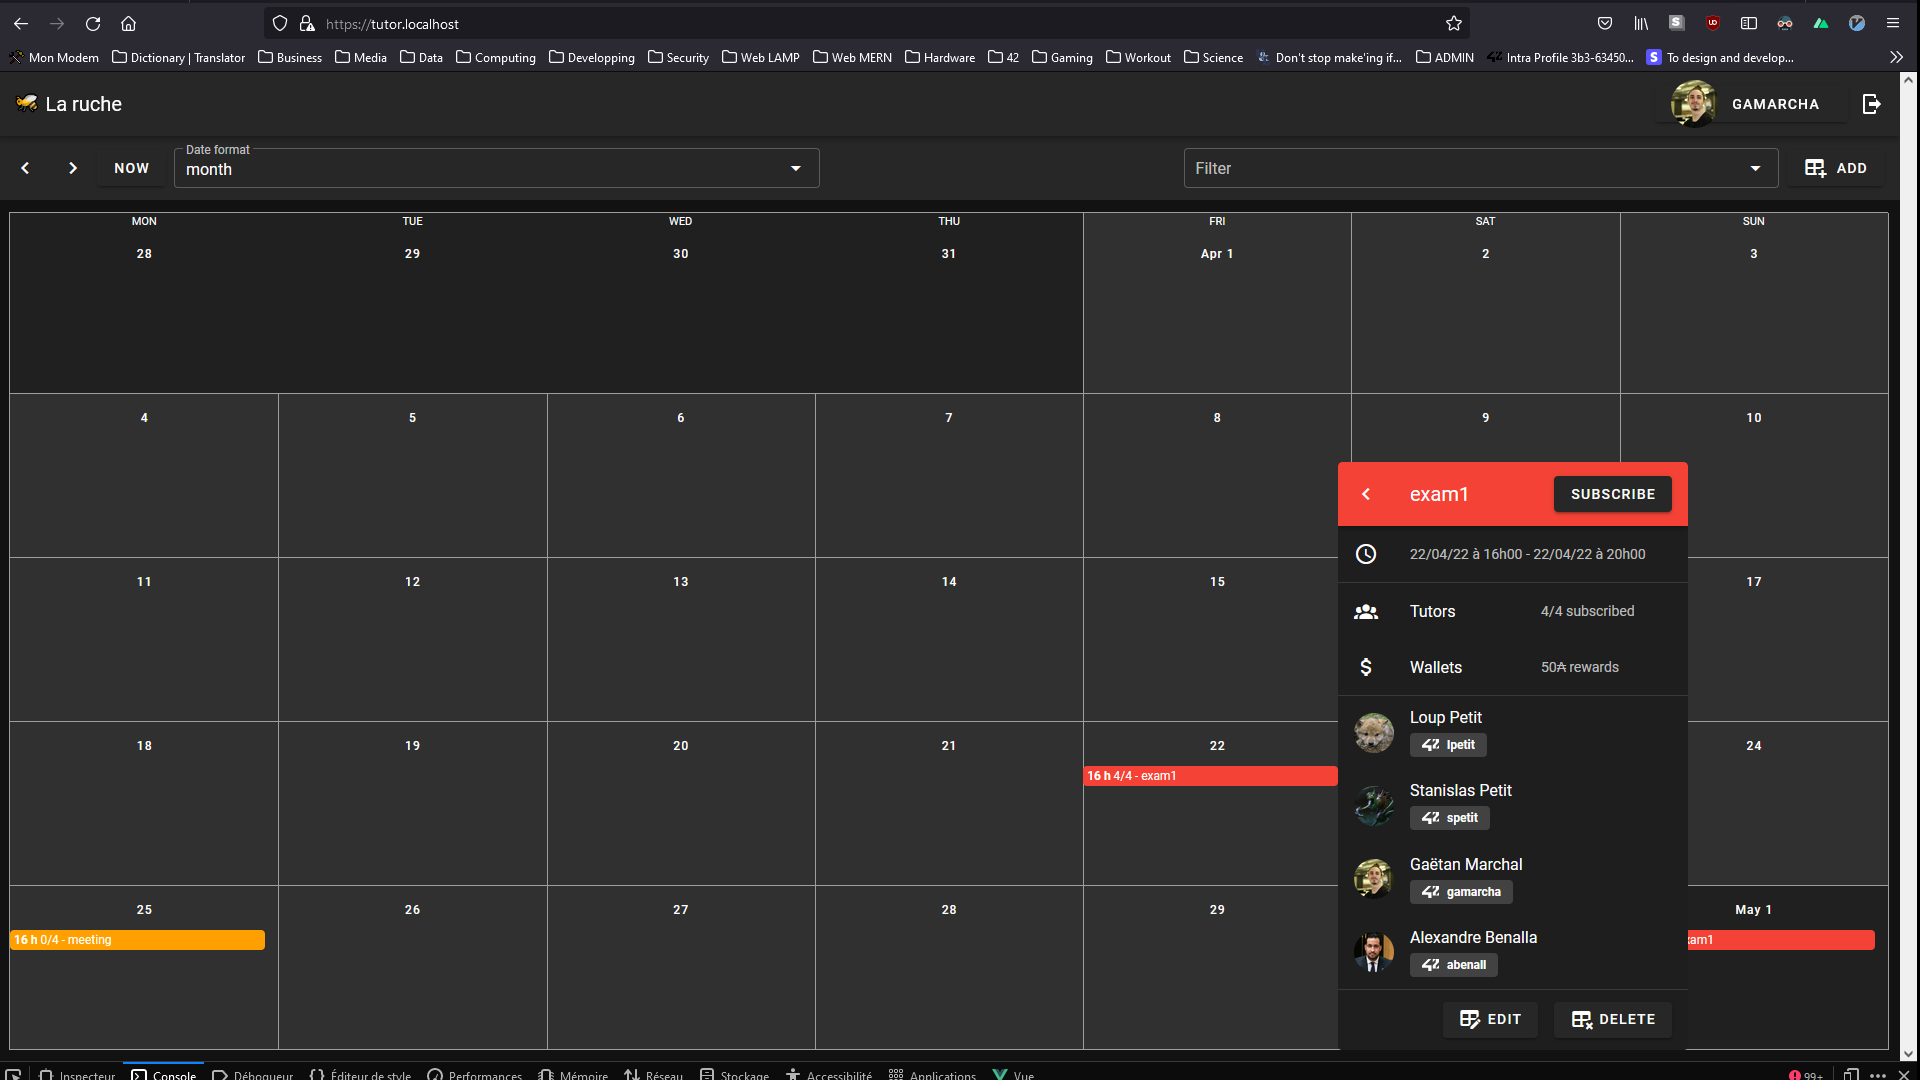 https://tutor.localhost
Mon Modem Dictionary | Translator Business Media Data Computing Developping Security Web LAMP Web MERN Hardware 42 Gaming Workout Science Don't stop make'ing if... ADMIN Intra Profile 3b3-63450... To design and develop...
La ruche GAMARCHA
Date format
NOW month Filter ADD
MON TUE WED THU FRI SAT SUN
28 29 30 31 Apr 1 2 3
4 5 6 7 8 9 10
exam1 SUBSCRIBE
22/04/22 à 16h00 - 22/04/22 à 20h00
11 12 13 14 15 17
Tutors 4/4 subscribed
Wallets 50₳ rewards
Loup Petit
42 lpetit
18 19 20 21 22 24
16 h 4/4 - exam1
Stanislas Petit
42 spetit
Gaëtan Marchal
42 gamarcha
25 26 27 28 29 May 1
16 h 0/4 - meeting xam1
Alexandre Benalla
42 abenall
EDIT DELETE
Inspecteur Console Débogueur Éditeur de style Performances Mémoire Réseau Stockage Accessibilité Applications Vue 99+